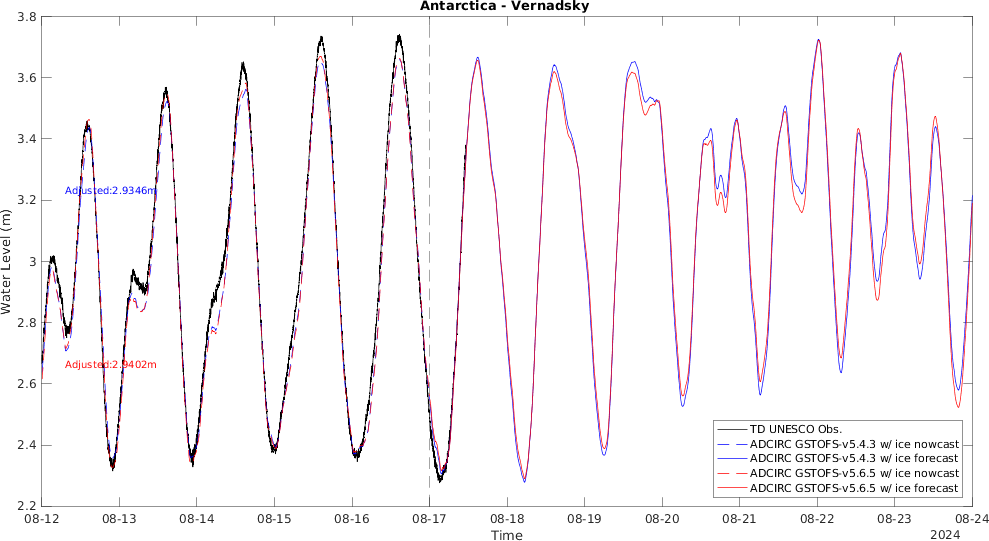 Antarctica - Vernadsky
3.8
3.6
3.4
3.2
3
2.8
2.6
2.4
2.2
Water Level (m)
Adjusted:2.9346m
Adjusted:2.9402m
TD UNESCO Obs.
ADCIRC GSTOFS-v5.4.3 w/ ice nowcast
ADCIRC GSTOFS-v5.4.3 w/ ice forecast
ADCIRC GSTOFS-v5.6.5 w/ ice nowcast
ADCIRC GSTOFS-v5.6.5 w/ ice forecast
08-12 08-13 08-14 08-15 08-16 08-17 08-18 08-19 08-20 08-21 08-22 08-23 08-24
Time
2024